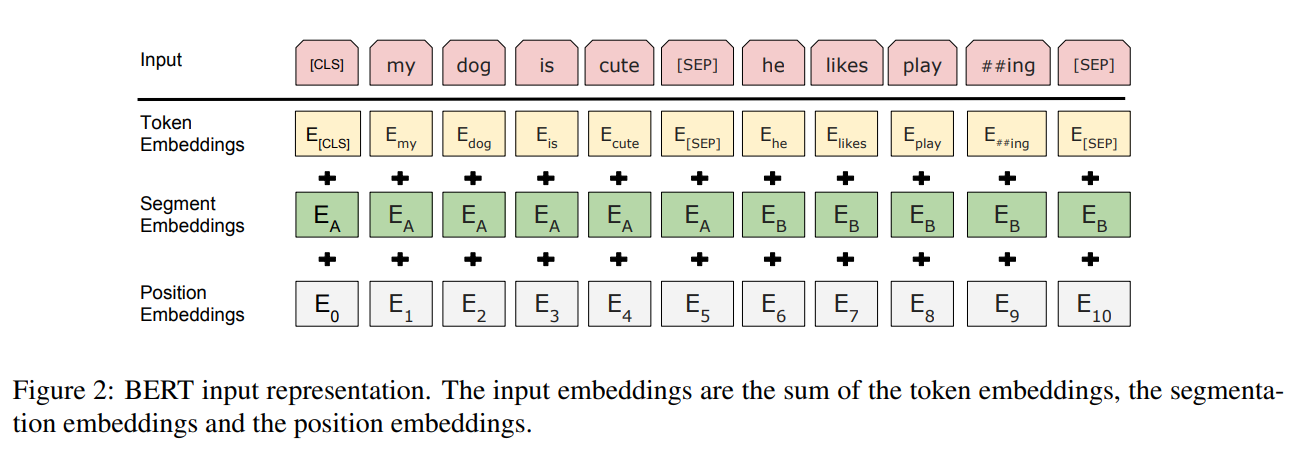 Input [CLS] my dog is cute [SEP] he likes play ##ing [SEP]
Token
Embeddings
E[CLS] Emy Edog Eis Ecute E[SEP] Ehe Elikes Eplay E##ing E[SEP]
+ + + + + + + + + + +
Segment
Embeddings
EA EA EA EA EA EA EB EB EB EB EB
+ + + + + + + + + + +
Position
Embeddings
E0 E1 E2 E3 E4 E5 E6 E7 E8 E9 E10
Figure 2: BERT input representation. The input embeddings are the sum of the token embeddings, the segmenta-
tion embeddings and the position embeddings.